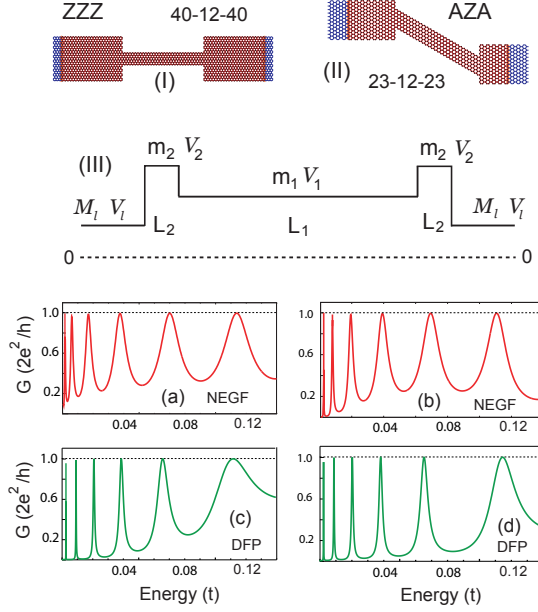 ZZZ 40-12-40
AZA
(I)
(II)
23-12-23
(III)
m2 V2
m1 V1
m2 V2
Ml Vl
L2
L1
L2
Ml Vl
0
0
G (2e²/h)
1.0
0.6
0.2
(a)
NEGF
0.04 0.08 0.12
1.0
0.6
0.2
(b)
NEGF
0.04 0.08 0.12
G (2e²/h)
1.0
0.6
0.2
(c)
DFP
0.04 0.08 0.12
Energy (t)
1.0
0.6
0.2
(d)
DFP
0.04 0.08 0.12
Energy (t)